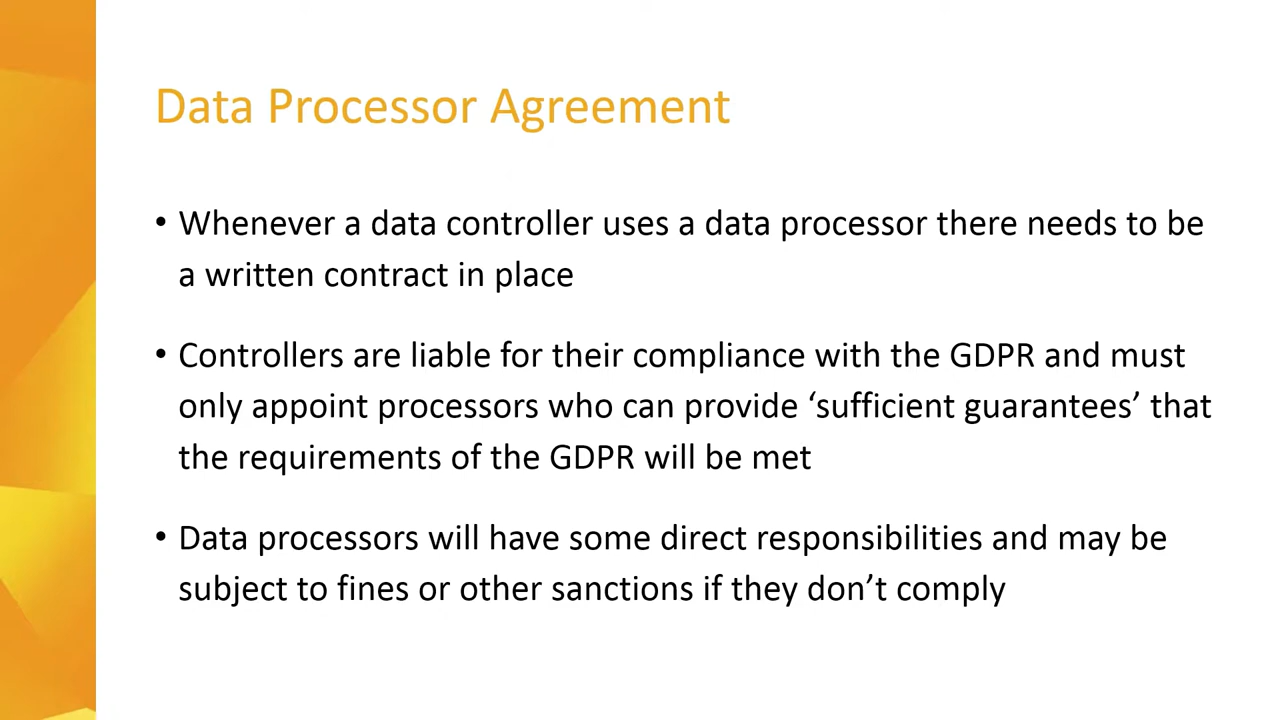 Data Processor Agreement
• Whenever a data controller uses a data processor there needs to be
a written contract in place
• Controllers are liable for their compliance with the GDPR and must
only appoint processors who can provide ‘sufficient guarantees’ that
the requirements of the GDPR will be met
• Data processors will have some direct responsibilities and may be
subject to fines or other sanctions if they don’t comply